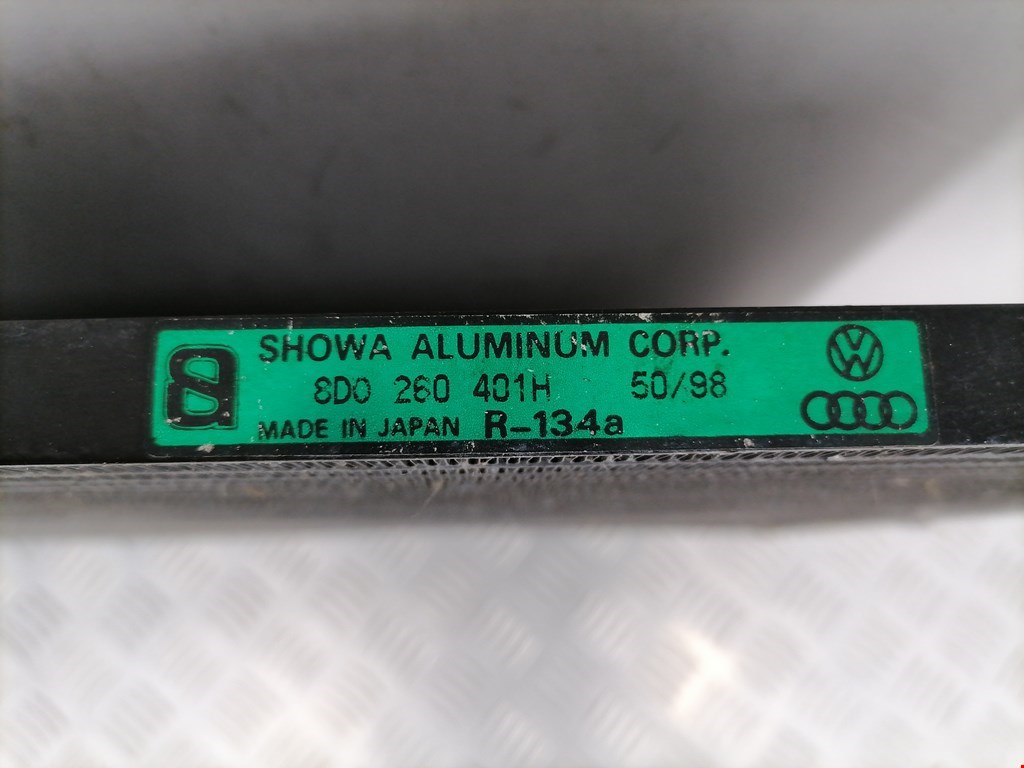 SHOWA ALUMINUM CORP.
8D0 260 401H 50/98
MADE IN JAPAN R-134a